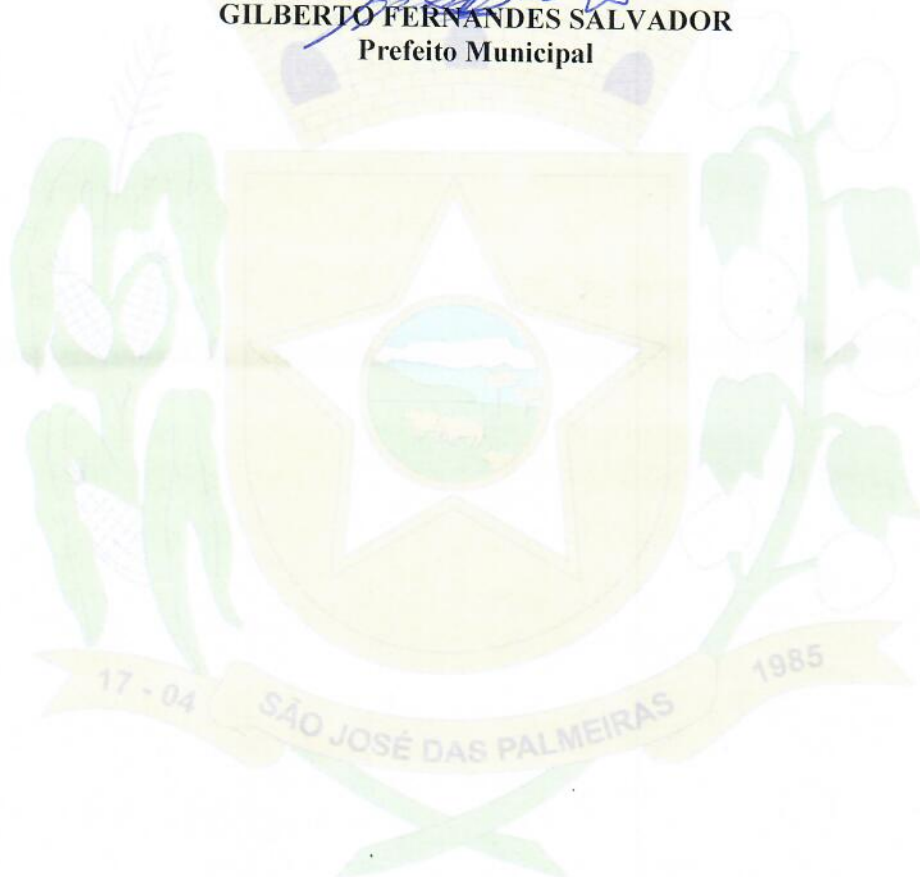 GILBERTO FERNANDES SALVADOR
Prefeito Municipal
17 - 04
SÃO JOSÉ DAS PALMEIRAS
1985